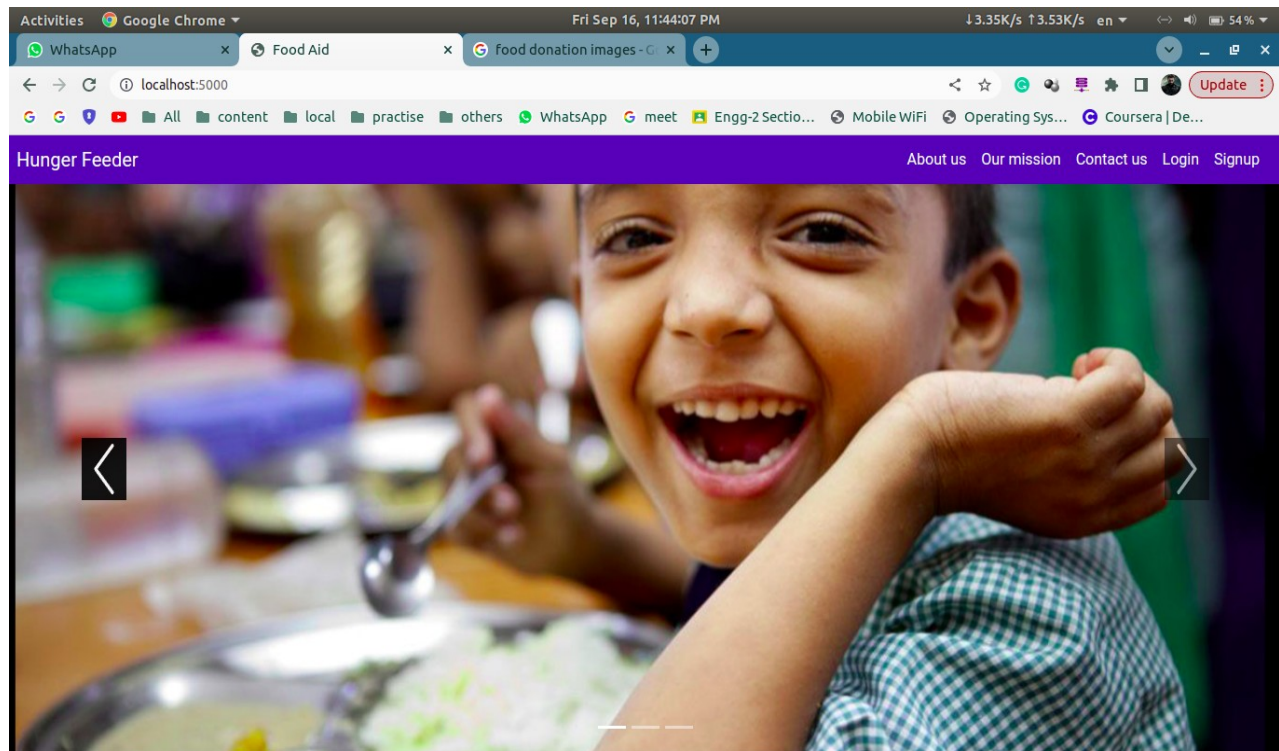 Activities Google Chrome Fri Sep 16, 11:44:07 PM ↓3.35K/s ↑3.53K/s en 54 %
WhatsApp Food Aid food donation images - G
localhost:5000 Update
All content local practise others WhatsApp meet Engg-2 Sectio... Mobile WiFi Operating Sys... Coursera | De...
Hunger Feeder About us Our mission Contact us Login Signup